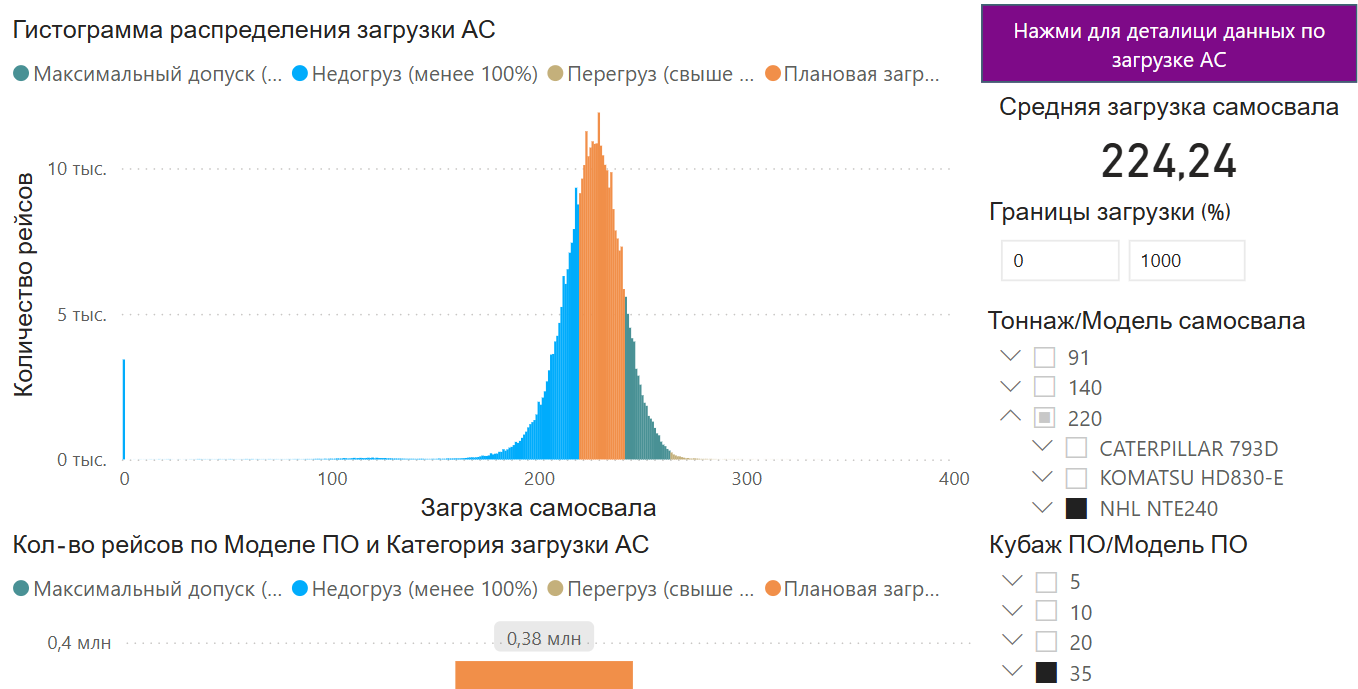 Гистограмма распределения загрузки АС
Максимальный допуск (... Недогруз (менее 100%) Перегруз (свыше ... Плановая загр...
10 тыс.
5 тыс.
0 тыс.
Количество рейсов
0 100 200 300 400
Загрузка самосвала
Кол-во рейсов по Моделе ПО и Категория загрузки АС
Максимальный допуск (... Недогруз (менее 100%) Перегруз (свыше ... Плановая загр...
0,4 млн
0,38 млн
Нажми для деталици данных по
загрузке АС
Средняя загрузка самосвала
224,24
Границы загрузки (%)
0 1000
Тоннаж/Модель самосвала
91
140
220
CATERPILLAR 793D
KOMATSU HD830-E
NHL NTE240
Кубаж ПО/Модель ПО
5
10
20
35